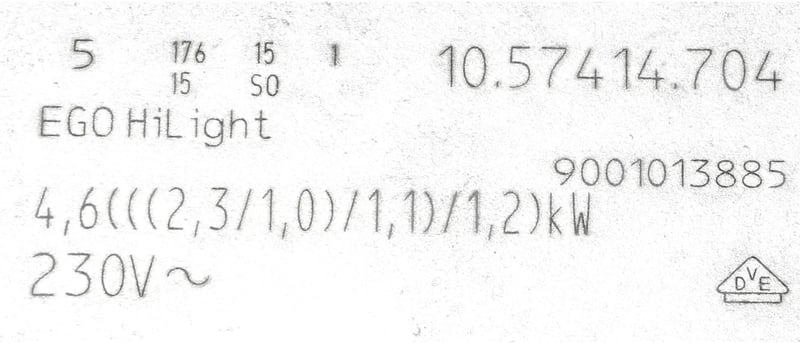 5 176 15 1 10.57414.704
15 SO
EGO HiLight
9001013885
4,6(((2,3/1,0)/1,1)/1,2)kW
230V~
DVE